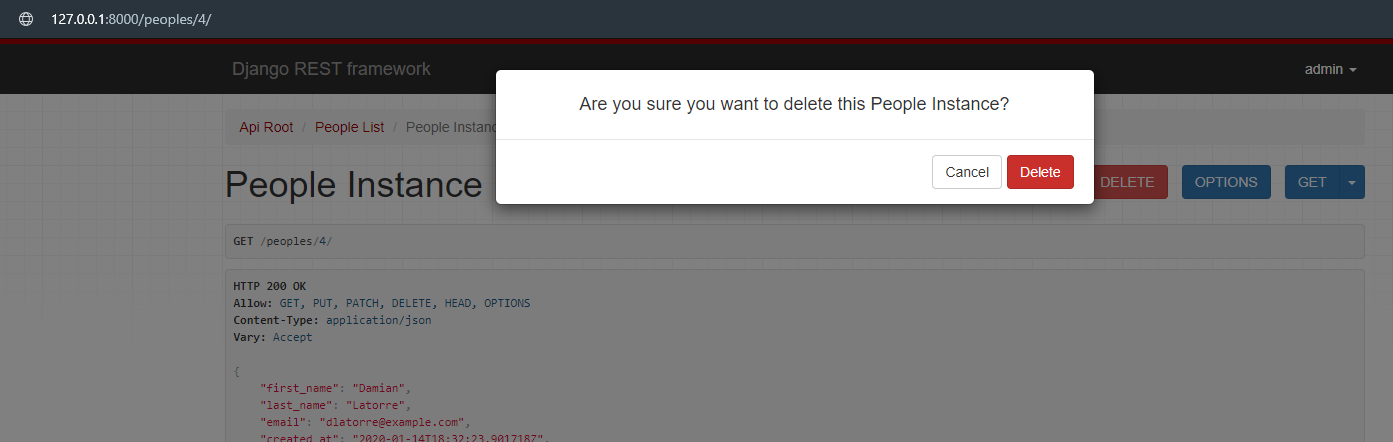 127.0.0.1:8000/peoples/4/
Django REST framework
admin
Are you sure you want to delete this People Instance?
Cancel
Delete
Api Root / People List / People Instanc
People Instance
DELETE
OPTIONS
GET
GET /peoples/4/
HTTP 200 OK
Allow: GET, PUT, PATCH, DELETE, HEAD, OPTIONS
Content-Type: application/json
Vary: Accept
{
"first_name": "Damian",
"last_name": "Latorre",
"email": "dlatorre@example.com",
"created_at": "2020-01-14T18:32:23.901718Z",